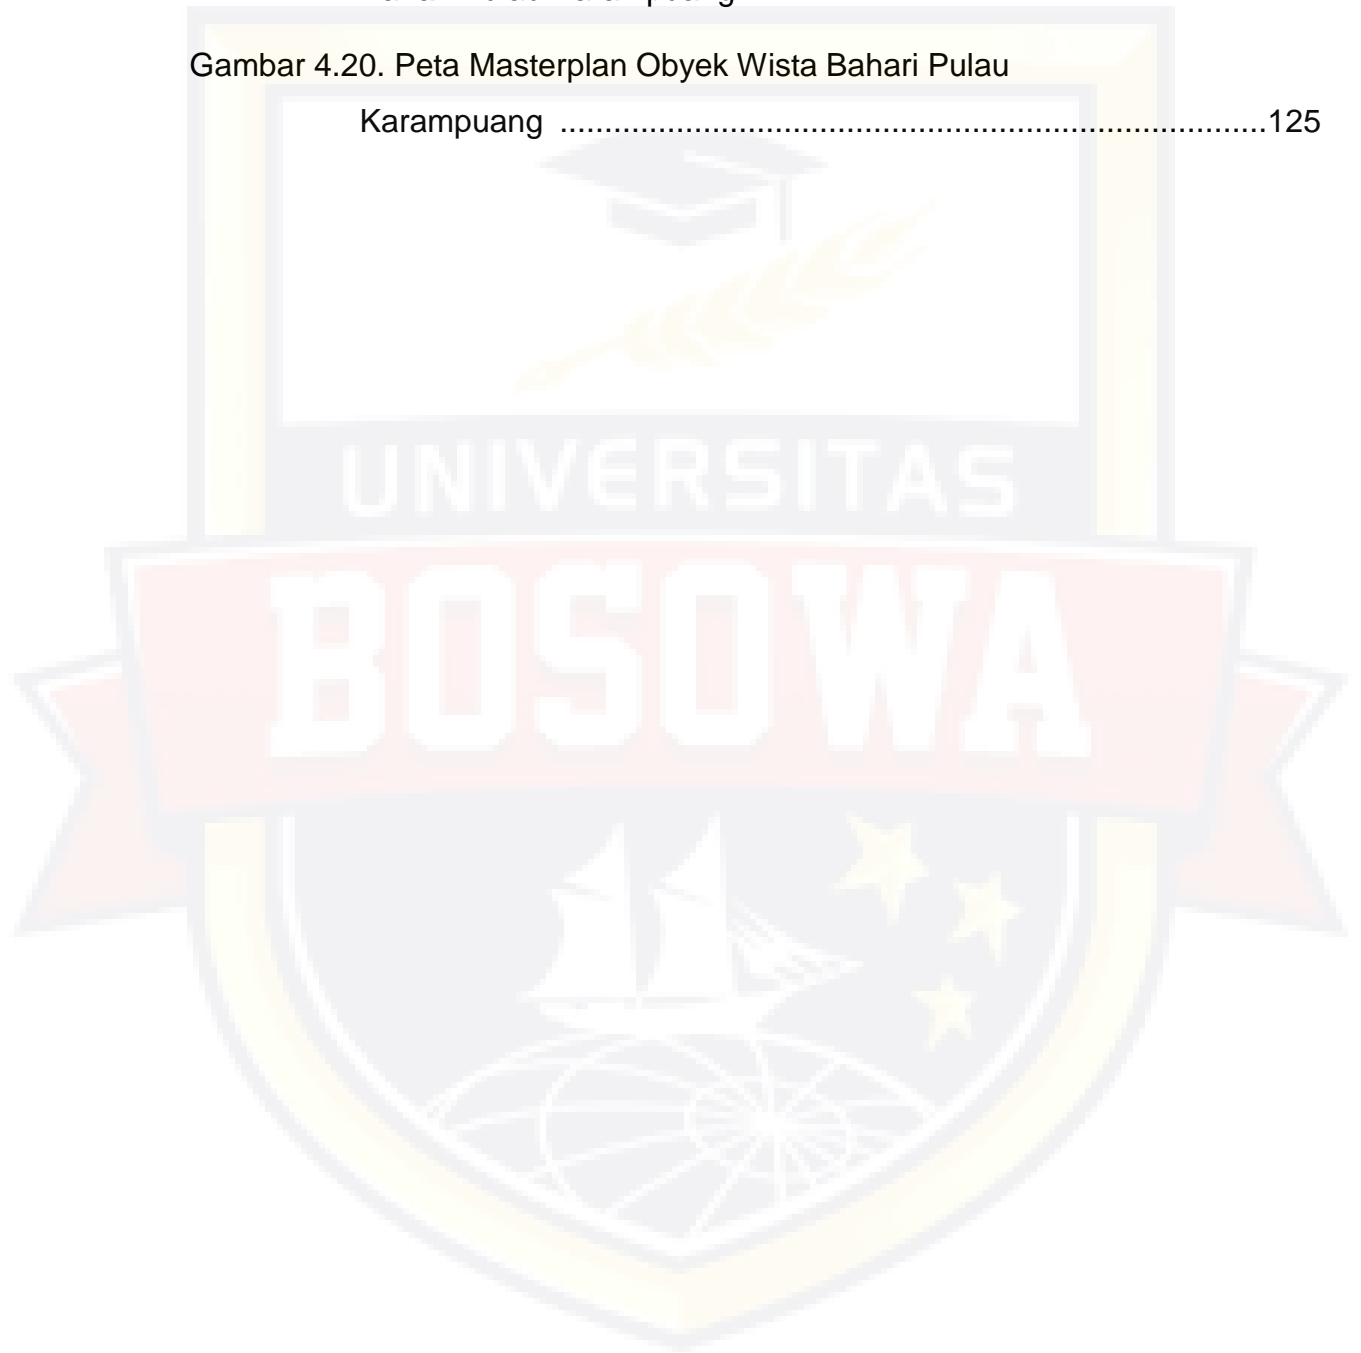 Gambar 4.20. Peta Masterplan Obyek Wista Bahari Pulau
Karampuang ................................................................................125
UNIVERSITAS
BOSOWA